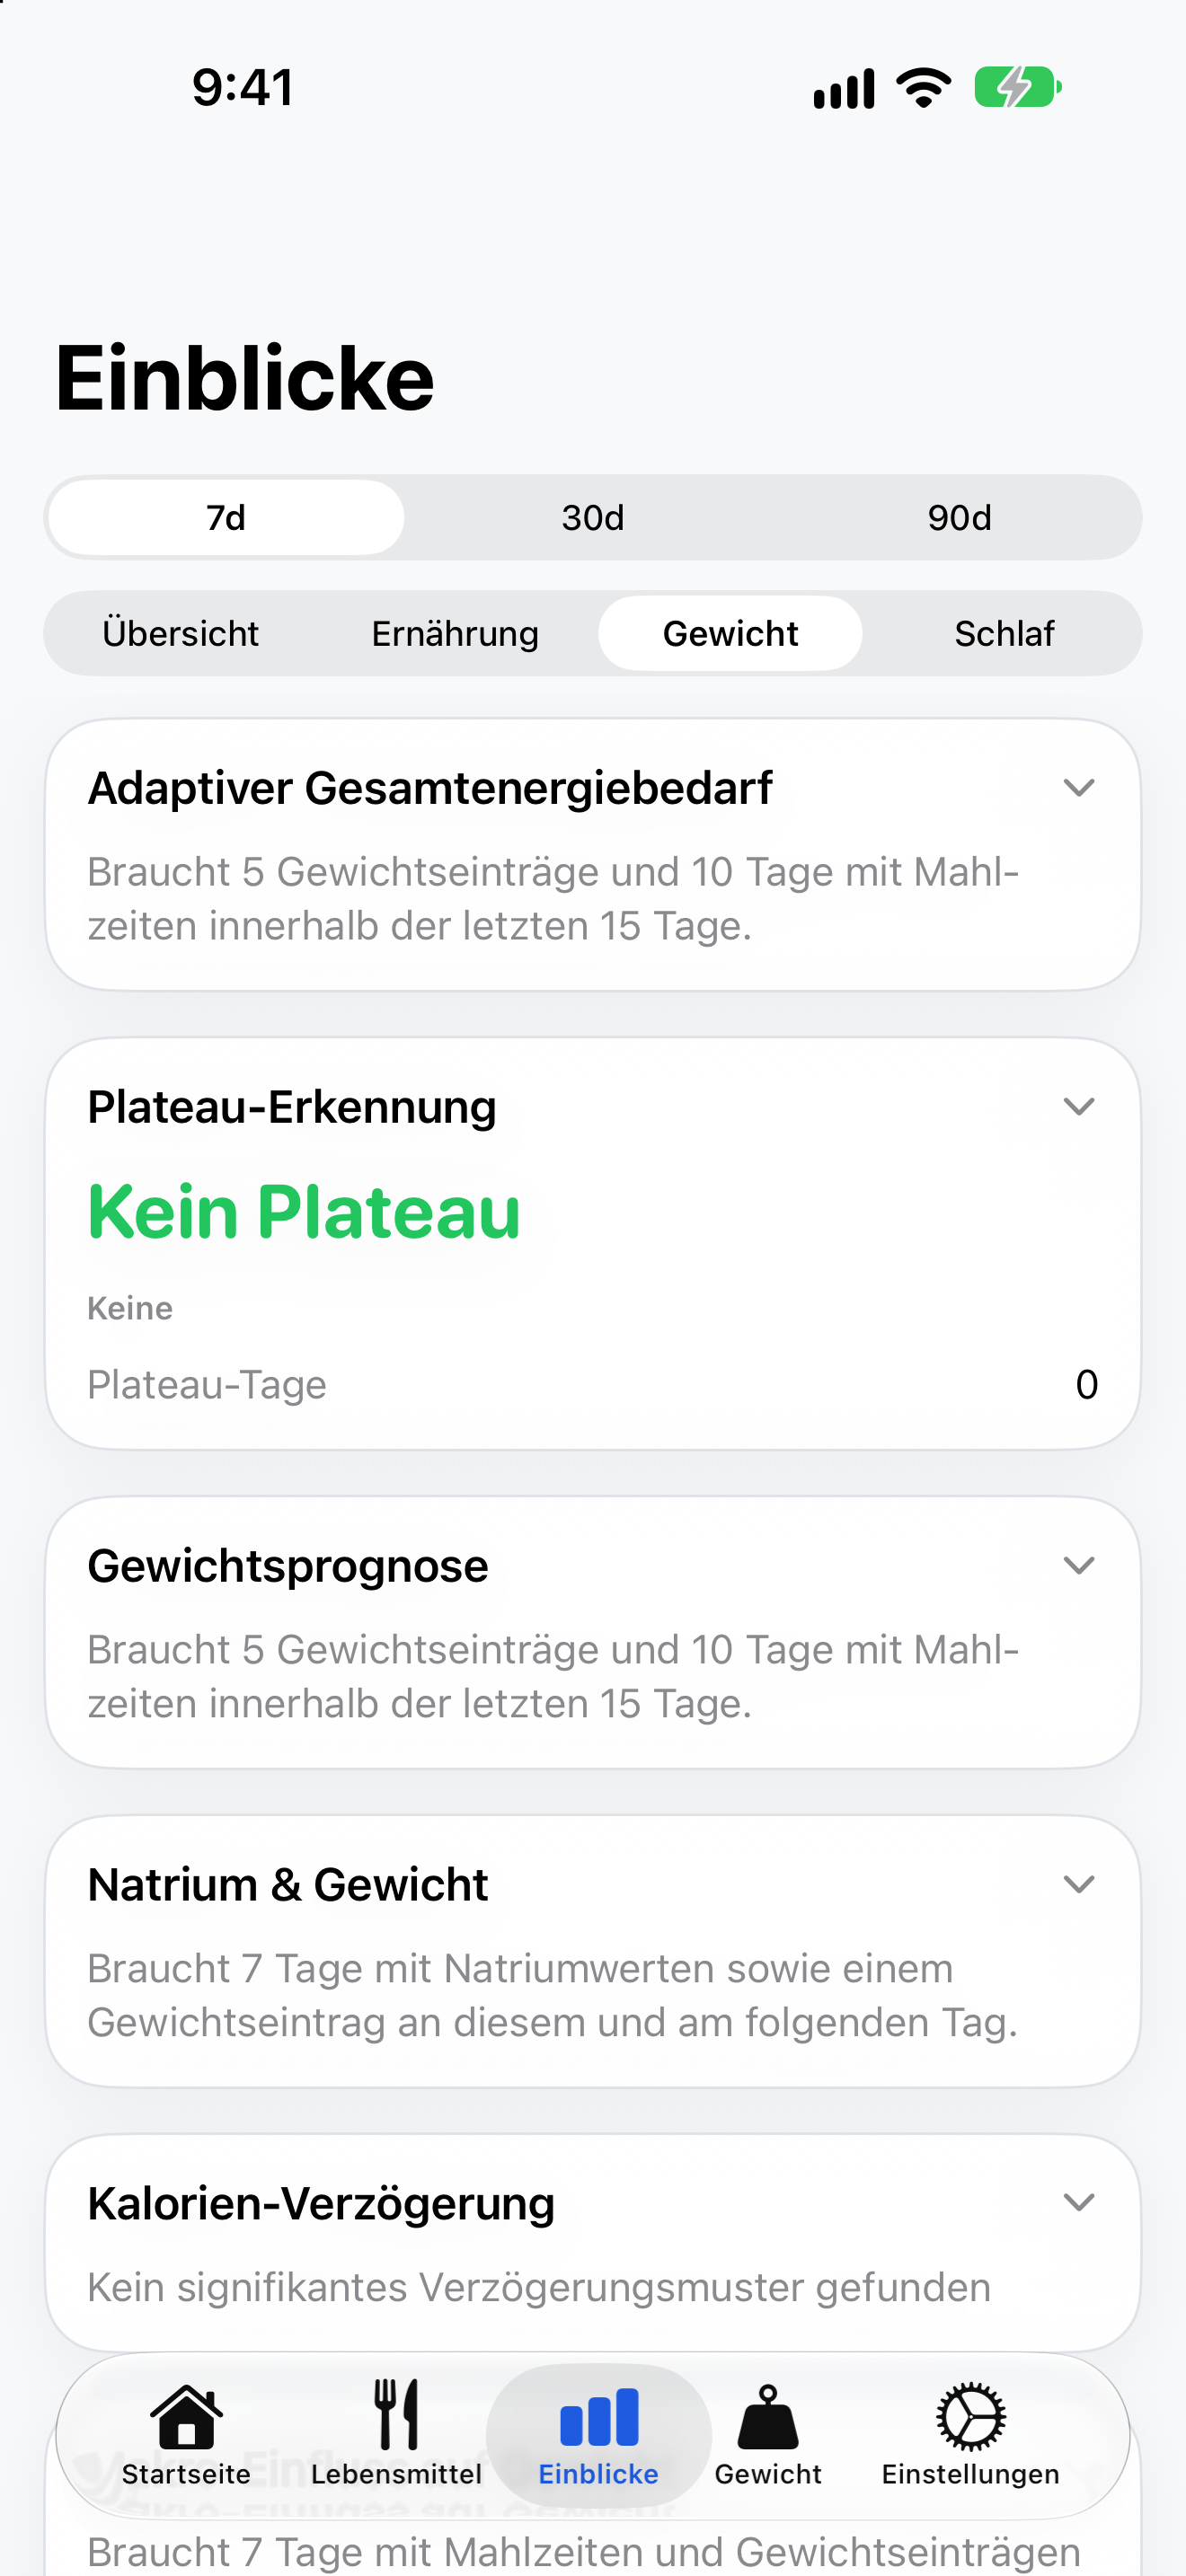 9:41
Einblicke
7d 30d 90d
Übersicht Ernährung Gewicht Schlaf
Adaptiver Gesamtenergiebedarf
Braucht 5 Gewichtseinträge und 10 Tage mit Mahl-
zeiten innerhalb der letzten 15 Tage.
Plateau-Erkennung
Kein Plateau
Keine
Plateau-Tage 0
Gewichtsprognose
Braucht 5 Gewichtseinträge und 10 Tage mit Mahl-
zeiten innerhalb der letzten 15 Tage.
Natrium & Gewicht
Braucht 7 Tage mit Natriumwerten sowie einem
Gewichtseintrag an diesem und am folgenden Tag.
Kalorien-Verzögerung
Kein signifikantes Verzögerungsmuster gefunden
Startseite Lebensmittel Einblicke Gewicht Einstellungen
Braucht 7 Tage mit Mahlzeiten und Gewichtseinträgen